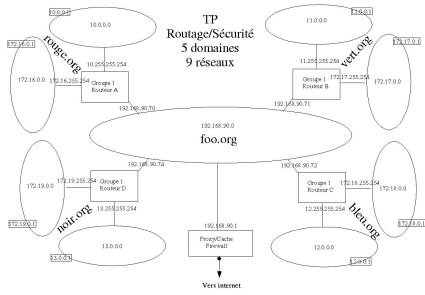 TP
Routage/Sécurité
5 domaines
9 réseaux
10.0.0.1
10.0.0.0
11.0.0.1
11.0.0.0
172.16.0.1
rouge.org
vert.org
172.17.0.1
10.255.255.254
11.255.255.254
172.16.0.0
172.16.255.254
Groupe 1
Routeur A
Groupe 1
Routeur B
172.17.255.254
172.17.0.0
192.168.90.70
192.168.90.71
192.168.90.0
foo.org
192.168.90.74
192.168.90.72
172.19.0.0
172.19.255.254
Groupe 1
Routeur D
Groupe 1
Routeur C
172.18.255.254
172.18.0.0
13.255.255.254
12.255.255.254
172.19.0.1
noir.org
192.168.90.1
bleu.org
172.18.0.1
13.0.0.0
13.0.0.1
Proxy/Cache
Firewall
12.0.0.0
12.0.0.1
Vers internet